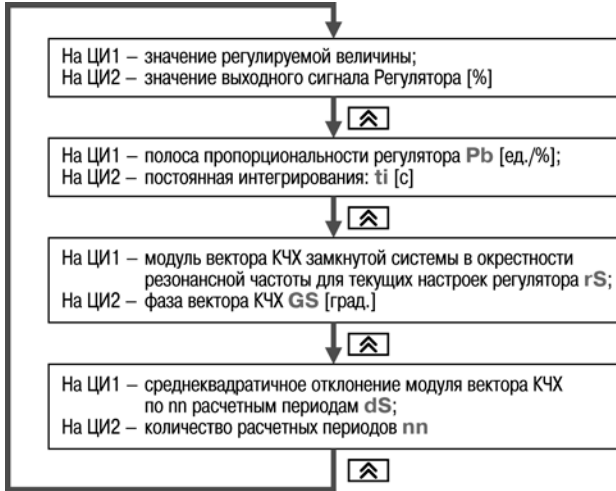 На ЦИ1 – значение регулируемой величины;
На ЦИ2 – значение выходного сигнала Регулятора [%]
На ЦИ1 – полоса пропорциональности регулятора Pb [ед./%];
На ЦИ2 – постоянная интегрирования: ti [с]
На ЦИ1 – модуль вектора КЧХ замкнутой системы в окрестности
резонансной частоты для текущих настроек регулятора rS;
На ЦИ2 – фаза вектора КЧХ GS [град.]
На ЦИ1 – среднеквадратичное отклонение модуля вектора КЧХ
по nn расчетным периодам dS;
На ЦИ2 – количество расчетных периодов nn